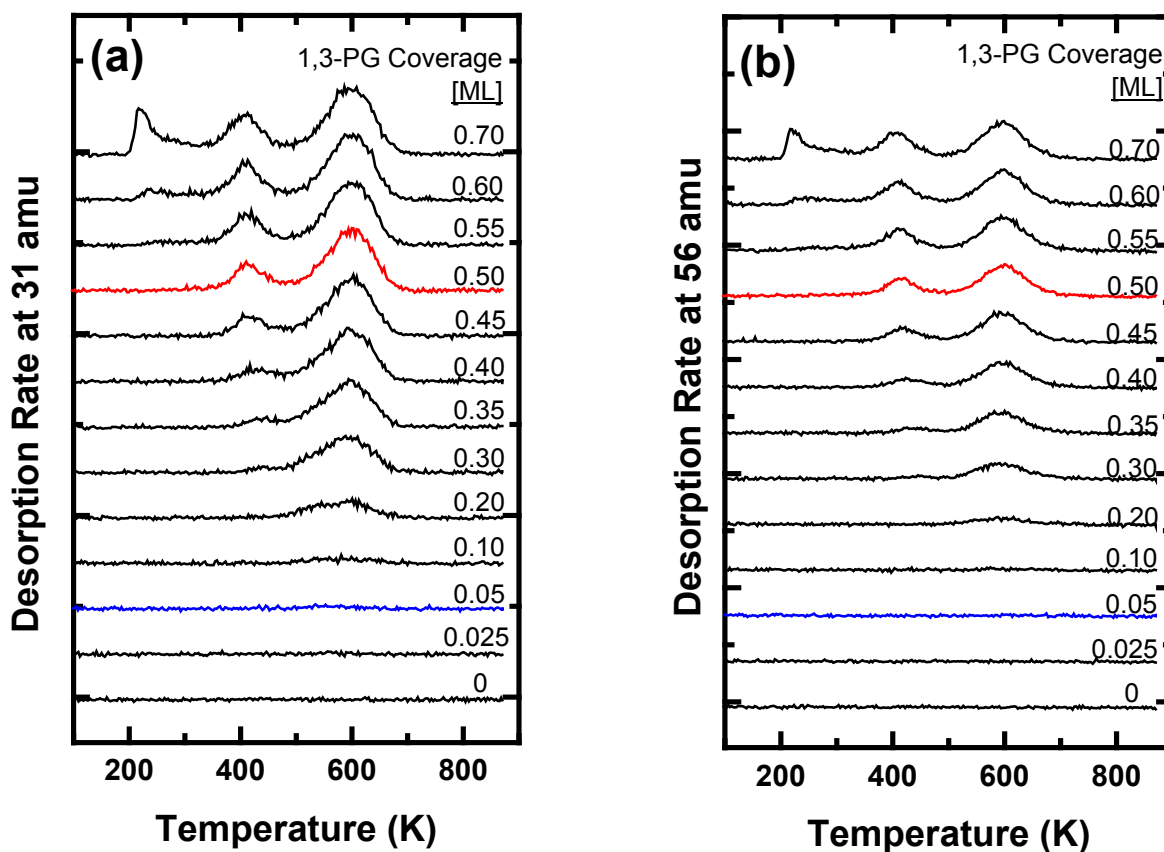 (a)
1,3-PG Coverage
[ML]
0.70
0.60
0.55
0.50
0.45
0.40
0.35
0.30
0.20
0.10
0.05
0.025
0
Desorption Rate at 31 amu
200 400 600 800
Temperature (K)
(b)
1,3-PG Coverage
[ML]
0.70
0.60
0.55
0.50
0.45
0.40
0.35
0.30
0.20
0.10
0.05
0.025
0
Desorption Rate at 56 amu
200 400 600 800
Temperature (K)